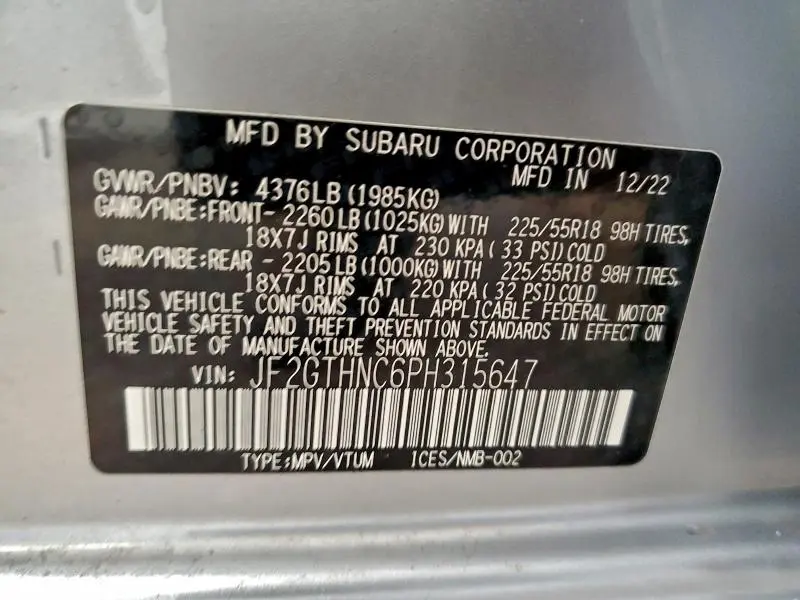 MFD BY SUBARU CORPORATION
MFD IN 12/22
GVWR/PNBV: 4376LB (1985KG)
GAWR/PNBE:FRONT- 2260LB (1025KG) WITH 225/55R18 98H TIRES,
18X7J RIMS AT 230 KPA ( 33 PSI) COLD
GAWR/PNBE:REAR - 2205LB (1000KG) WITH 225/55R18 98H TIRES,
18X7J RIMS AT 220 KPA ( 32 PSI) COLD
THIS VEHICLE CONFORMS TO ALL APPLICABLE FEDERAL MOTOR
VEHICLE SAFETY AND THEFT PREVENTION STANDARDS IN EFFECT ON
THE DATE OF MANUFACTURE SHOWN ABOVE.
VIN: JF2GTHNC6PH315647
TYPE:MPV/VTUM ICES/NMB-002